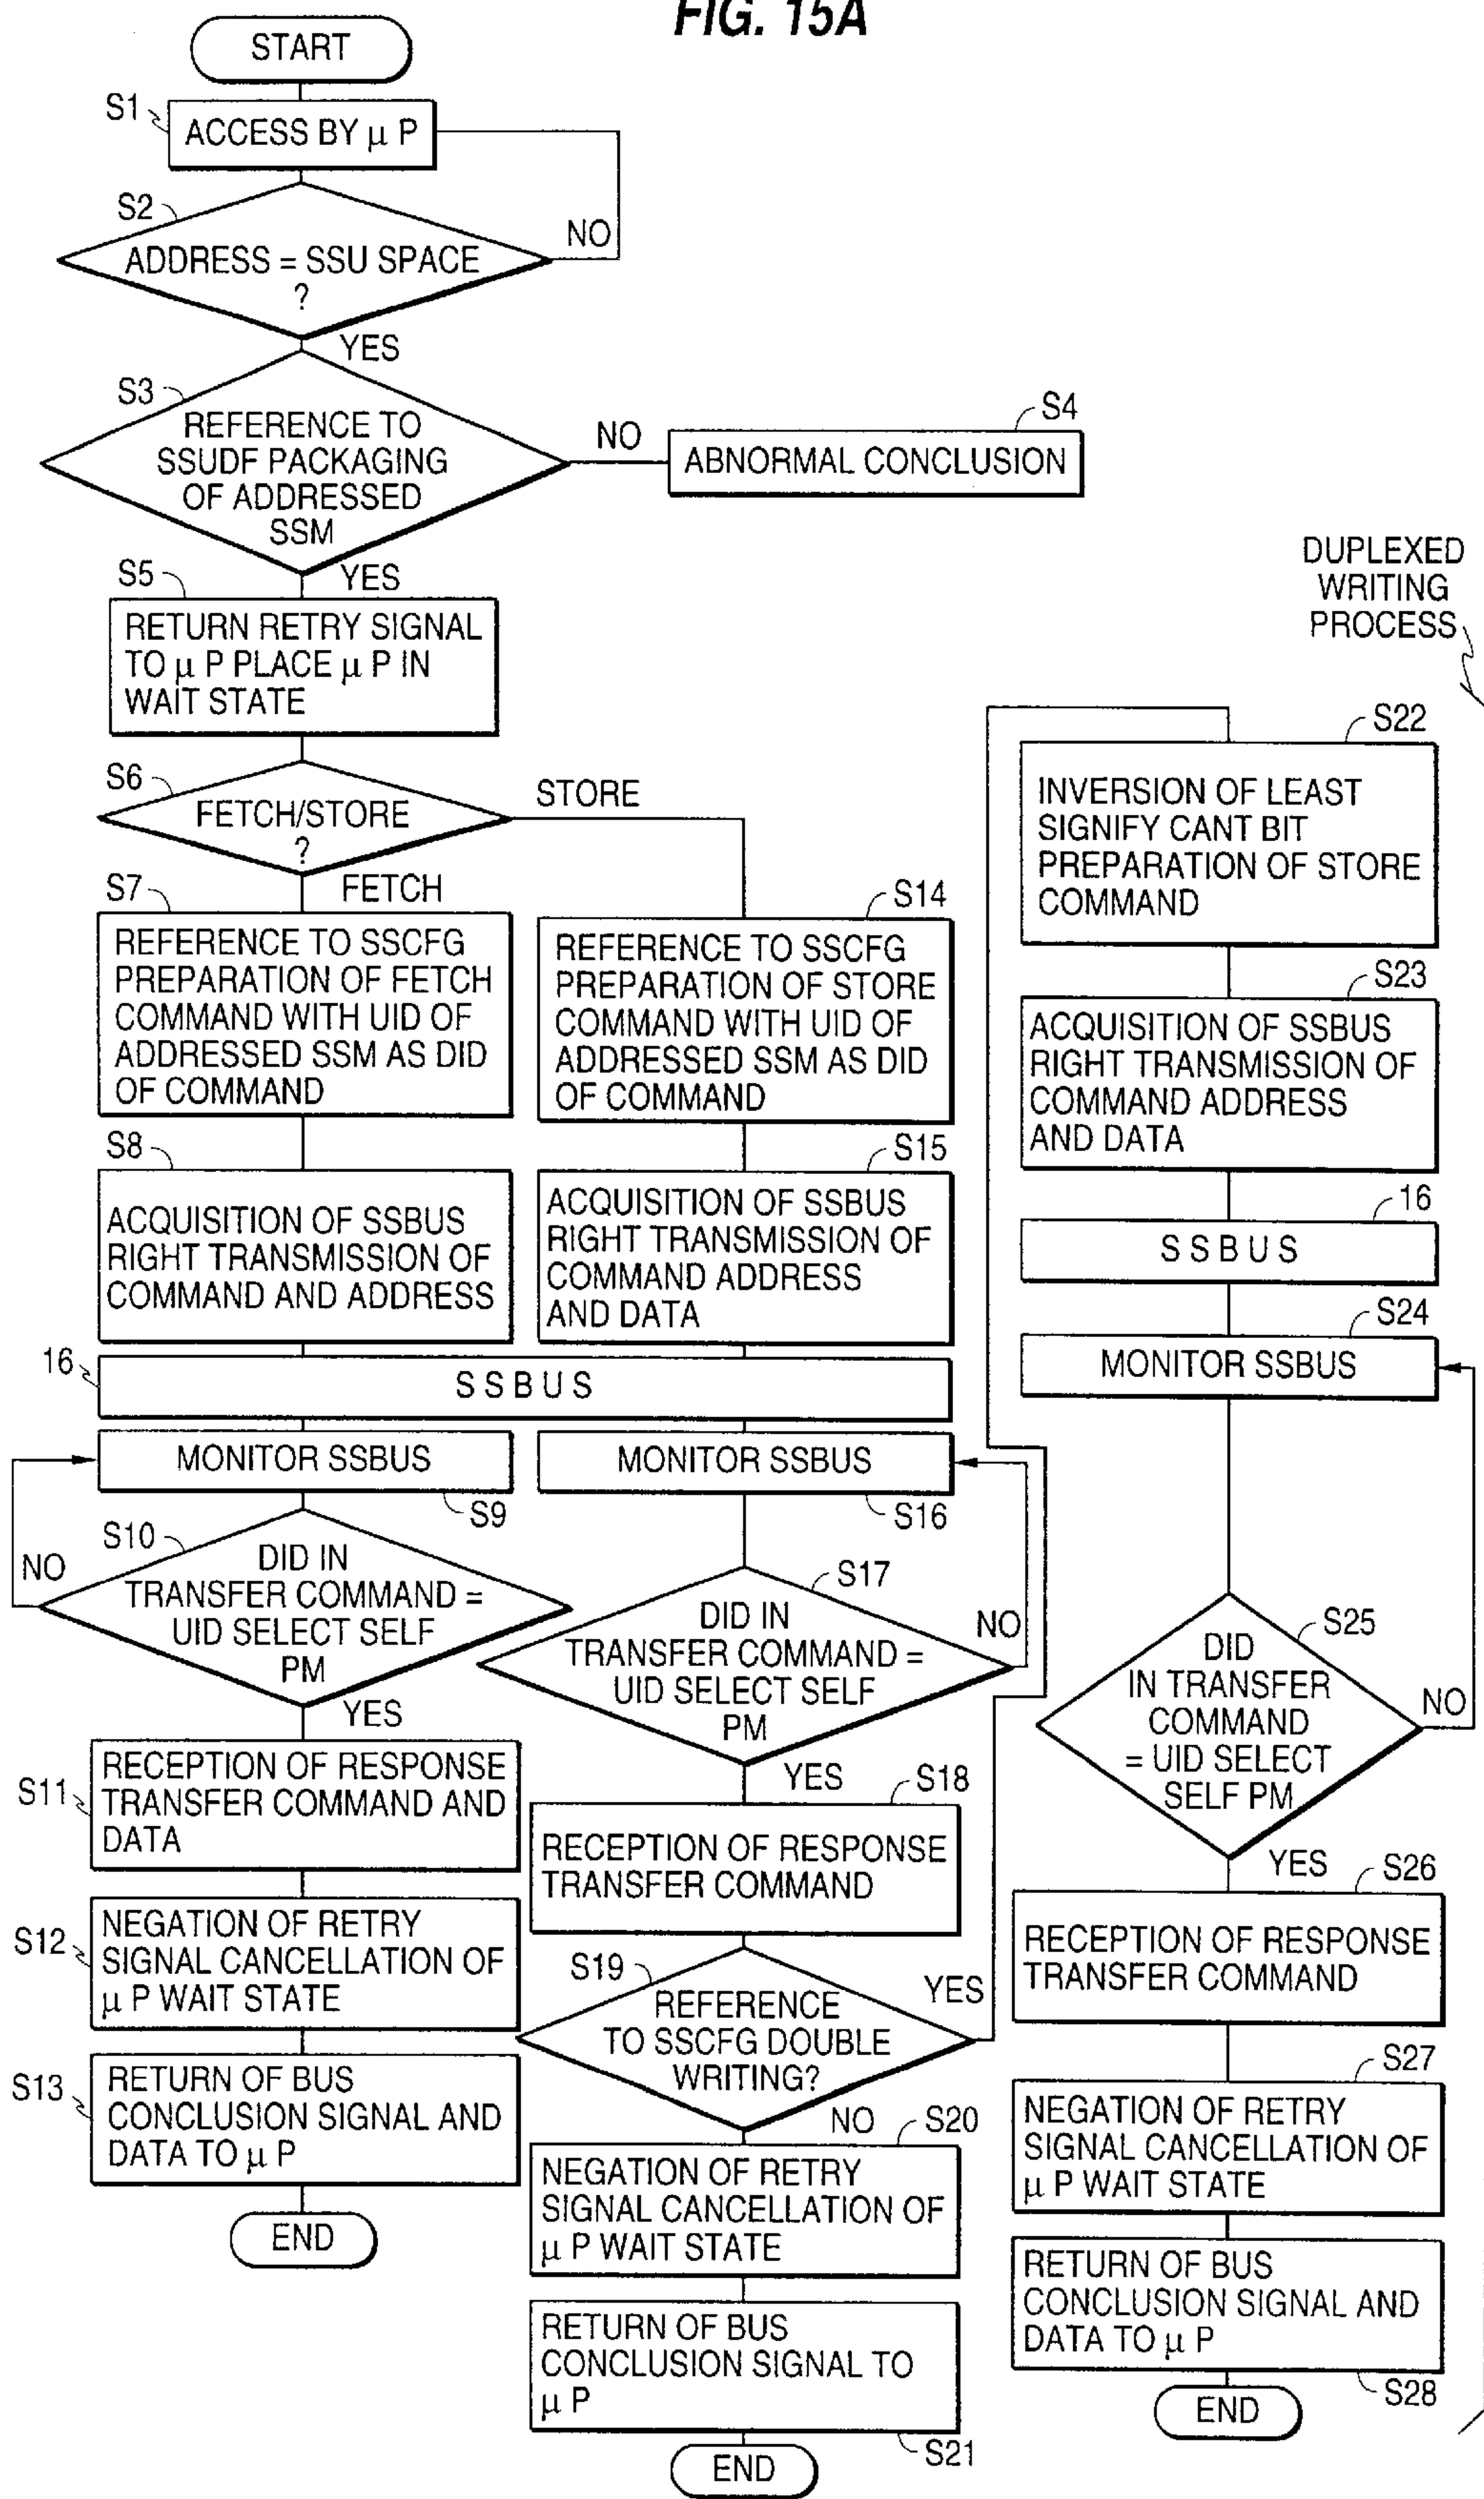 FIG. 15A
START
S1
ACCESS BY μ P
S2
ADDRESS = SSU SPACE
?
NO
YES
S3
REFERENCE TO
SSUDF PACKAGING
OF ADDRESSED
SSM
NO
S4
ABNORMAL CONCLUSION
YES
S5
RETURN RETRY SIGNAL
TO μ P PLACE μ P IN
WAIT STATE
S6
FETCH/STORE
?
STORE
FETCH
S7
REFERENCE TO SSCFG
PREPARATION OF FETCH
COMMAND WITH UID OF
ADDRESSED SSM AS DID
OF COMMAND
S8
ACQUISITION OF SSBUS
RIGHT TRANSMISSION OF
COMMAND AND ADDRESS
S14
REFERENCE TO SSCFG
PREPARATION OF STORE
COMMAND WITH UID OF
ADDRESSED SSM AS DID
OF COMMAND
S15
ACQUISITION OF SSBUS
RIGHT TRANSMISSION OF
COMMAND ADDRESS
AND DATA
16
S S B U S
MONITOR SSBUS
S9
S10
NO
DID IN
TRANSFER COMMAND =
UID SELECT SELF
PM
YES
S11
RECEPTION OF RESPONSE
TRANSFER COMMAND AND
DATA
S12
NEGATION OF RETRY
SIGNAL CANCELLATION OF
μ P WAIT STATE
S13
RETURN OF BUS
CONCLUSION SIGNAL AND
DATA TO μ P
END
MONITOR SSBUS
S16
S17
DID IN
TRANSFER COMMAND =
UID SELECT SELF
PM
NO
YES
S18
RECEPTION OF RESPONSE
TRANSFER COMMAND
S19
REFERENCE
TO SSCFG DOUBLE
WRITING?
YES
NO
S20
NEGATION OF RETRY
SIGNAL CANCELLATION OF
μ P WAIT STATE
RETURN OF BUS
CONCLUSION SIGNAL TO
μ P
S21
END
DUPLEXED
WRITING
PROCESS
S22
INVERSION OF LEAST
SIGNIFY CANT BIT
PREPARATION OF STORE
COMMAND
S23
ACQUISITION OF SSBUS
RIGHT TRANSMISSION OF
COMMAND ADDRESS
AND DATA
16
S S B U S
S24
MONITOR SSBUS
S25
DID
IN TRANSFER
COMMAND
= UID SELECT
SELF PM
NO
YES
S26
RECEPTION OF RESPONSE
TRANSFER COMMAND
S27
NEGATION OF RETRY
SIGNAL CANCELLATION OF
μ P WAIT STATE
RETURN OF BUS
CONCLUSION SIGNAL AND
DATA TO μ P
S28
END